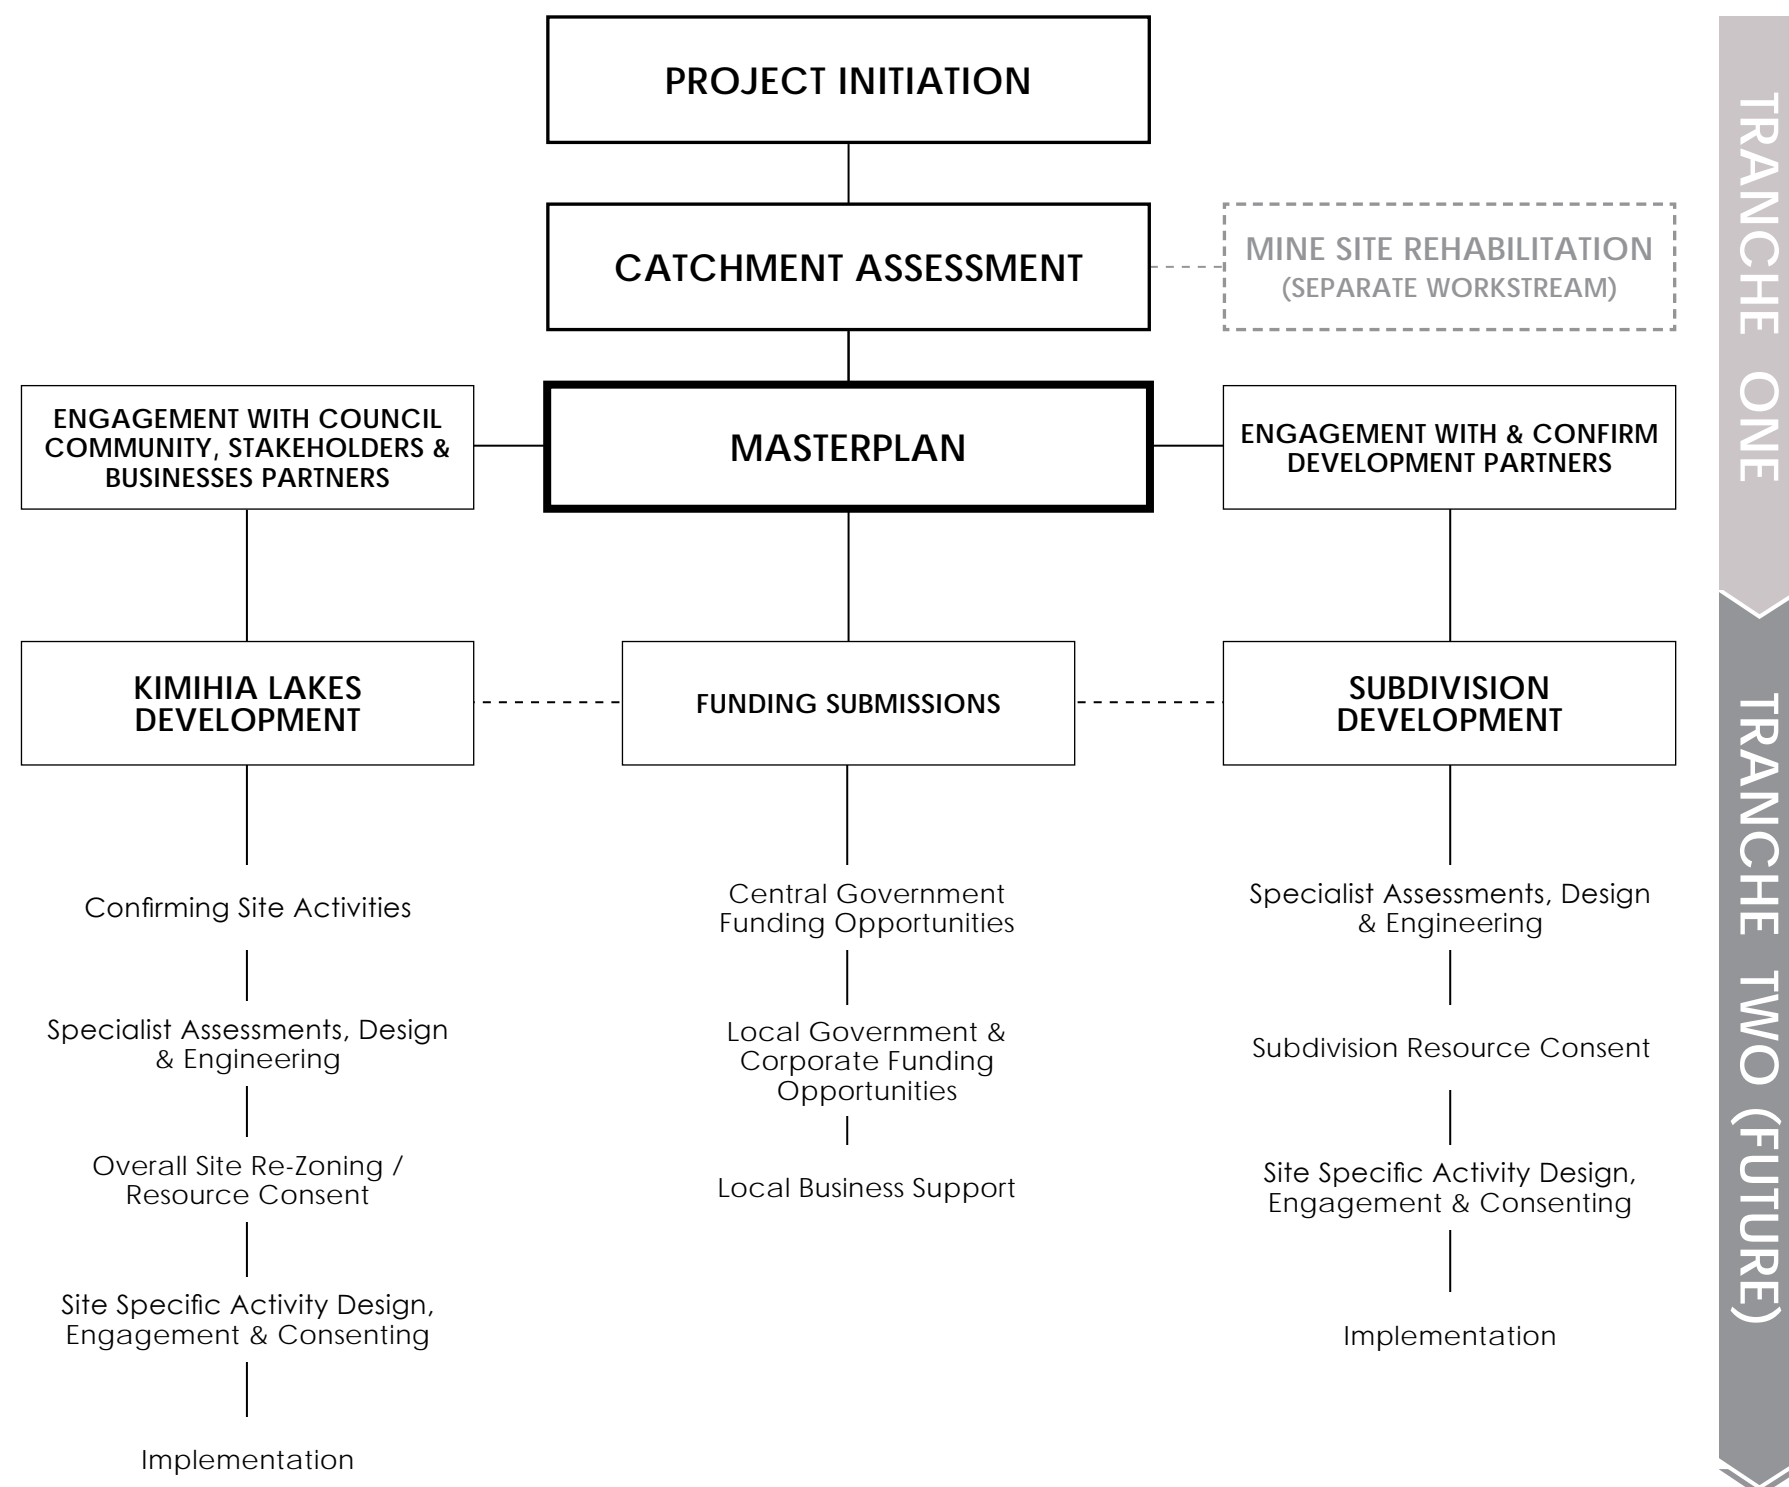 PROJECT INITIATION
CATCHMENT ASSESSMENT
MINE SITE REHABILITATION
(SEPARATE WORKSTREAM)
ENGAGEMENT WITH COUNCIL
COMMUNITY, STAKEHOLDERS &
BUSINESSES PARTNERS
MASTERPLAN
ENGAGEMENT WITH & CONFIRM
DEVELOPMENT PARTNERS
TRANCHE ONE
KIMIHIA LAKES
DEVELOPMENT
FUNDING SUBMISSIONS
SUBDIVISION
DEVELOPMENT
Confirming Site Activities
Specialist Assessments, Design
& Engineering
Overall Site Re-Zoning /
Resource Consent
Site Specific Activity Design,
Engagement & Consenting
Implementation
Central Government
Funding Opportunities
Local Government &
Corporate Funding
Opportunities
Local Business Support
Specialist Assessments, Design
& Engineering
Subdivision Resource Consent
Site Specific Activity Design,
Engagement & Consenting
Implementation
TRANCHE TWO (FUTURE)